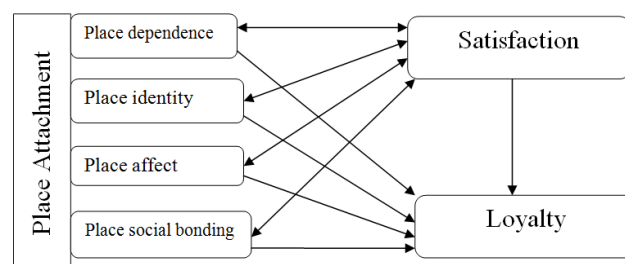 Place Attachment
Place dependence
Place identity
Place affect
Place social bonding
Satisfaction
Loyalty